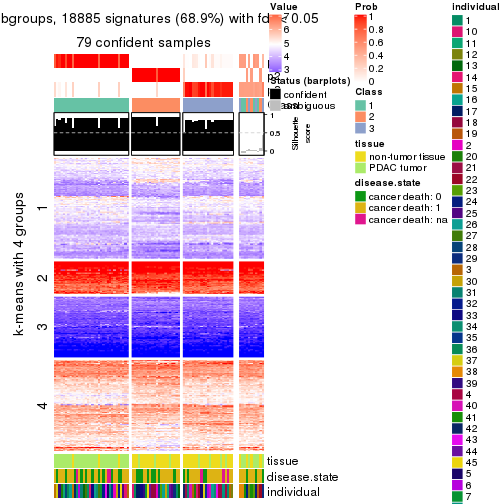 bgroups, 18885 signatures (68.9%) with fd
0.05
79 confident samples
k-means with 4 groups
1
2
3
4
p2
1
0.5
0
Silhouette
score
tissue
disease.state
individual
Value
6
5
4
3
Status (barplots)
confident
ambiguous
Prob
1
0.8
0.6
0.4
0.2
0
Class
1
2
3
tissue
non-tumor tissue
PDAC tumor
disease.state
cancer death: 0
cancer death: 1
cancer death: na
individual
1
10
11
12
13
14
15
16
17
18
19
2
20
21
22
23
24
25
26
27
28
29
3
30
31
32
33
34
35
36
37
38
39
4
40
41
42
43
44
45
5
6
7